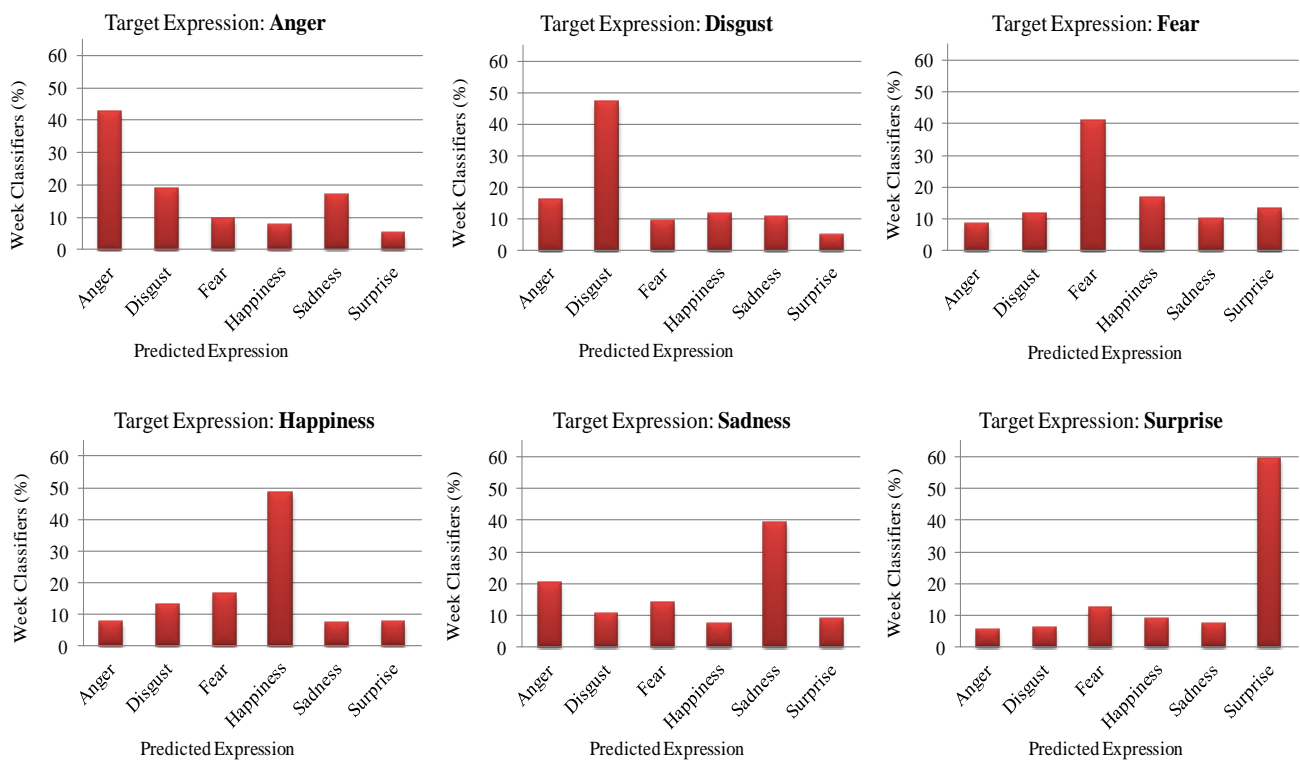 Target Expression: Anger
Week Classifiers (%)
60
50
40
30
20
10
0
Anger
Disgust
Fear
Happiness
Sadness
Surprise
Predicted Expression
Target Expression: Disgust
Week Classifiers (%)
60
50
40
30
20
10
0
Anger
Disgust
Fear
Happiness
Sadness
Surprise
Predicted Expression
Target Expression: Fear
Week Classifiers (%)
60
50
40
30
20
10
0
Anger
Disgust
Fear
Happiness
Sadness
Surprise
Predicted Expression
Target Expression: Happiness
Week Classifiers (%)
60
50
40
30
20
10
0
Anger
Disgust
Fear
Happiness
Sadness
Surprise
Predicted Expression
Target Expression: Sadness
Week Classifiers (%)
60
50
40
30
20
10
0
Anger
Disgust
Fear
Happiness
Sadness
Surprise
Predicted Expression
Target Expression: Surprise
Week Classifiers (%)
60
50
40
30
20
10
0
Anger
Disgust
Fear
Happiness
Sadness
Surprise
Predicted Expression